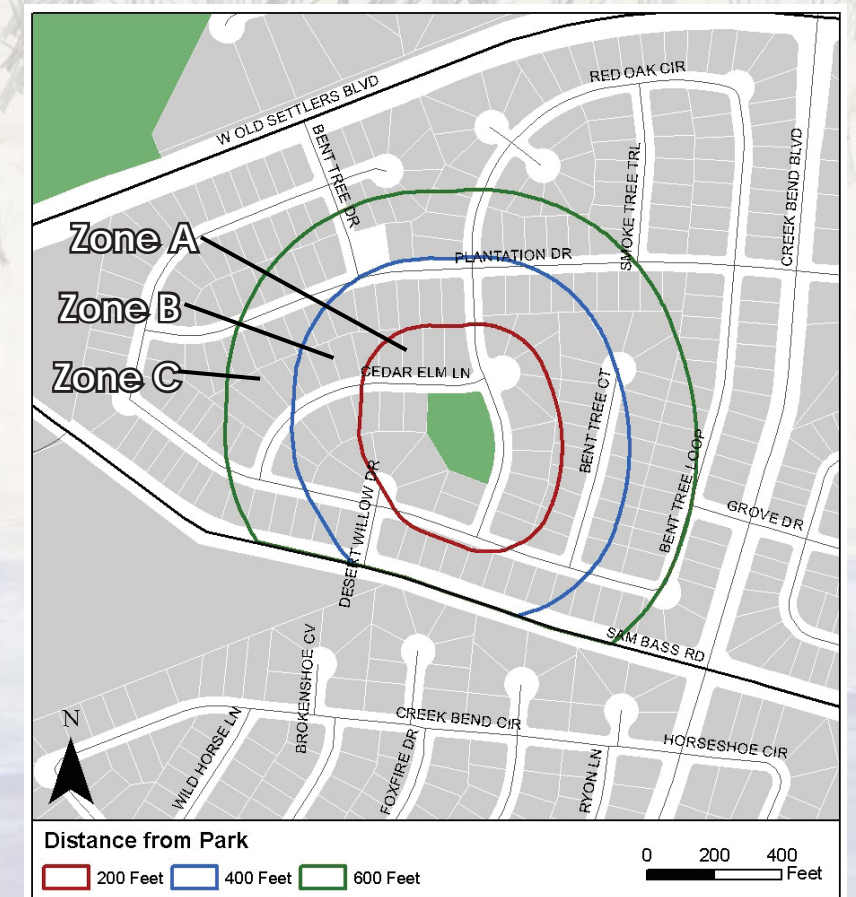 RED OAK CIR
W OLD SETTLERS BLVD
BENT TREE DR
SMOKE TREE TRL
CREEK BEND BLVD
Zone A
PLANTATION DR
Zone B
Zone C
CEDAR ELM LN
BENT TREE CT
BENT TREE LOOP
DESERT WILLOW DR
GROVE DR
SAM BASS RD
BROKENSHOE CV
N
WILD HORSE LN
CREEK BEND CIR
FOXFIRE DR
RYON LN
HORSESHOE CIR
Distance from Park
200 Feet 400 Feet 600 Feet
0 200 400
Feet